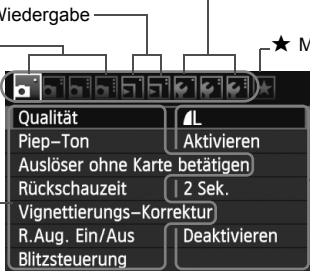 Wiedergabe
★ M
Qualität L
Piep-Ton Aktivieren
Auslöser ohne Karte betätigen
Rückschauzeit 2 Sek.
Vignettierungs-Korrektur
R.Aug. Ein/Aus Deaktivieren
Blitzsteuerung